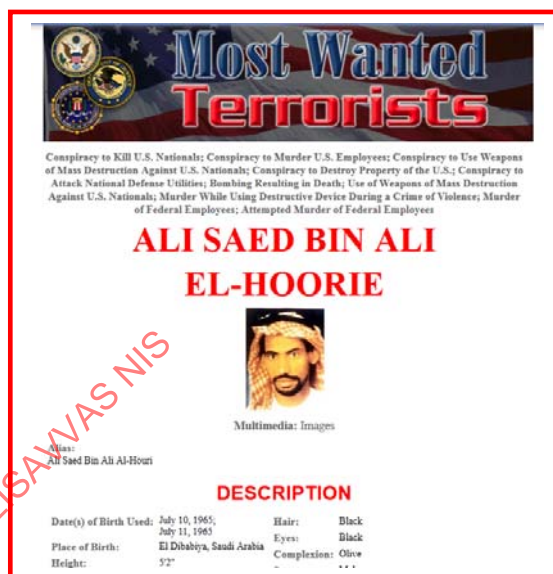 Most Wanted
Terrorists
Conspiracy to Kill U.S. Nationals; Conspiracy to Murder U.S. Employees; Conspiracy to Use Weapons
of Mass Destruction Against U.S. Nationals; Conspiracy to Destroy Property of the U.S.; Conspiracy to
Attack National Defense Utilities; Bombing Resulting in Death; Use of Weapons of Mass Destruction
Against U.S. Nationals; Murder While Using Destructive Device During a Crime of Violence; Murder
of Federal Employees; Attempted Murder of Federal Employees
ALI SAED BIN ALI
EL-HOORIE
Multimedia: Images
Alias:
Ali Saed Bin Ali Al-Houri
DESCRIPTION
Date(s) of Birth Used: July 10, 1965; Hair: Black
July 11, 1965 Eyes: Black
Place of Birth: El Dibabiya, Saudi Arabia Complexion: Olive
Height: 5'2"
SAVVAS NIS